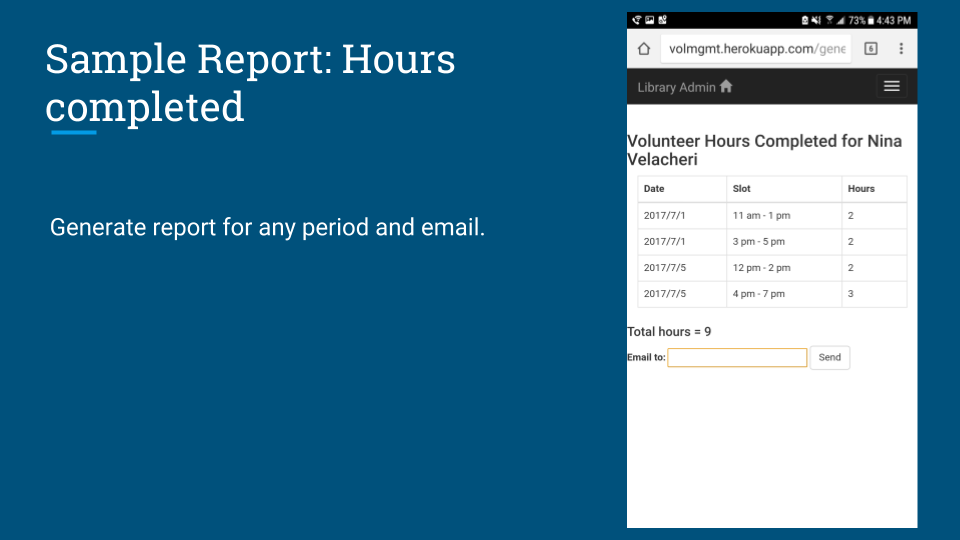 Sample Report: Hours
completed
Generate report for any period and email.
73% 4:43 PM
volmgmt.herokuapp.com/gene
6
Library Admin
Volunteer Hours Completed for Nina
Velacheri
Date Slot Hours
2017/7/1 11 am - 1 pm 2
2017/7/1 3 pm - 5 pm 2
2017/7/5 12 pm - 2 pm 2
2017/7/5 4 pm - 7 pm 3
Total hours = 9
Email to: Send